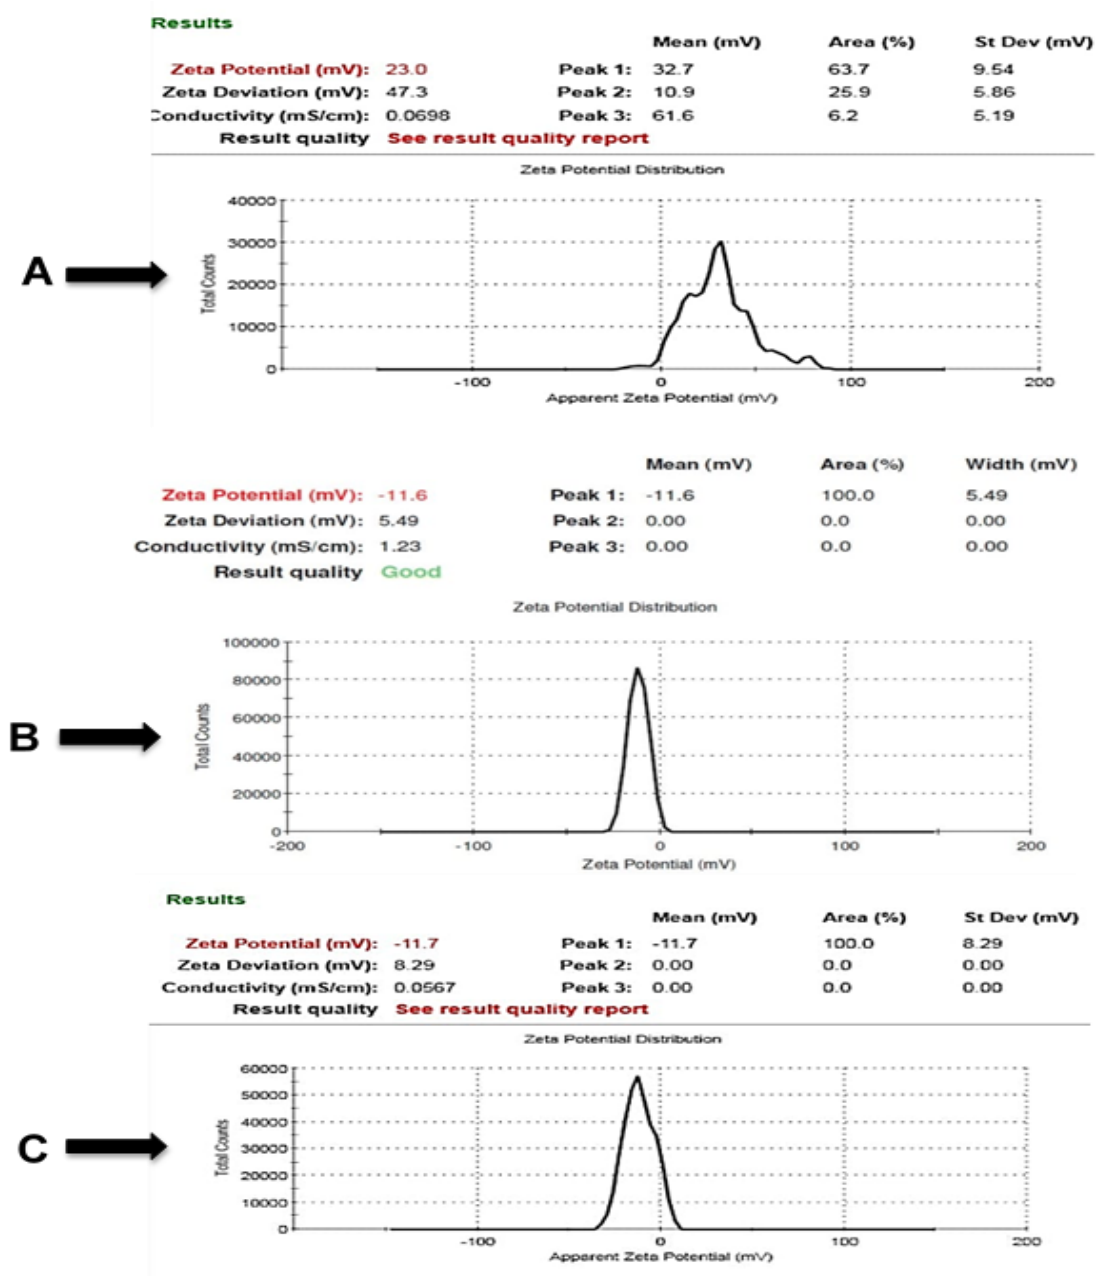 Results
Mean (mV) Area (%) St Dev (mV)
Zeta Potential (mV): 23.0 Peak 1: 32.7 63.7 9.54
Zeta Deviation (mV): 47.3 Peak 2: 10.9 25.9 5.86
Conductivity (mS/cm): 0.0698 Peak 3: 61.6 6.2 5.19
Result quality See result quality report
Zeta Potential Distribution
40000
30000
20000
10000
0
Total Counts
A
-100 0 100 200
Apparent Zeta Potential (mV)
Mean (mV) Area (%) Width (mV)
Zeta Potential (mV): -11.6 Peak 1: -11.6 100.0 5.49
Zeta Deviation (mV): 5.49 Peak 2: 0.00 0.0 0.00
Conductivity (mS/cm): 1.23 Peak 3: 0.00 0.0 0.00
Result quality Good
Zeta Potential Distribution
100000
80000
60000
40000
20000
0
Total Counts
B
-200 -100 0 100 200
Zeta Potential (mV)
Results
Mean (mV) Area (%) St Dev (mV)
Zeta Potential (mV): -11.7 Peak 1: -11.7 100.0 8.29
Zeta Deviation (mV): 8.29 Peak 2: 0.00 0.0 0.00
Conductivity (mS/cm): 0.0567 Peak 3: 0.00 0.0 0.00
Result quality See result quality report
Zeta Potential Distribution
60000
50000
40000
30000
20000
10000
0
Total Counts
C
-100 0 100 200
Apparent Zeta Potential (mV)